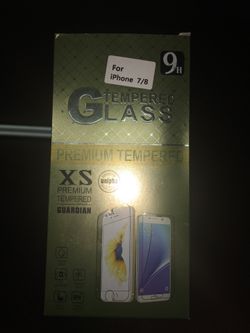 For
iPhone 7/8
9H
TEMPERED
GLASS
PREMIUM TEMPERED
XS
PREMIUM
TEMPERED
GUARDIAN